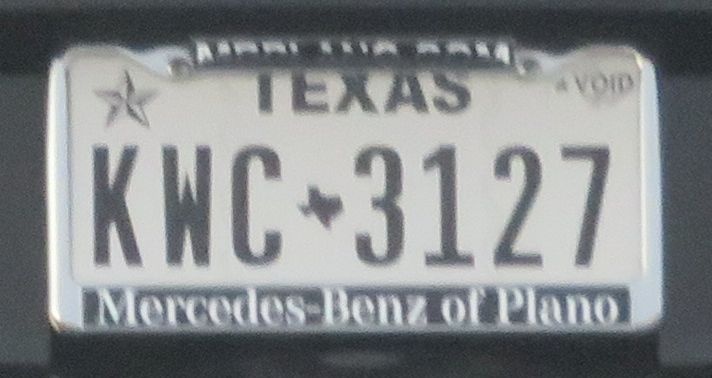 TEXAS
VOID
KWC 3127
Mercedes-Benz of Plano